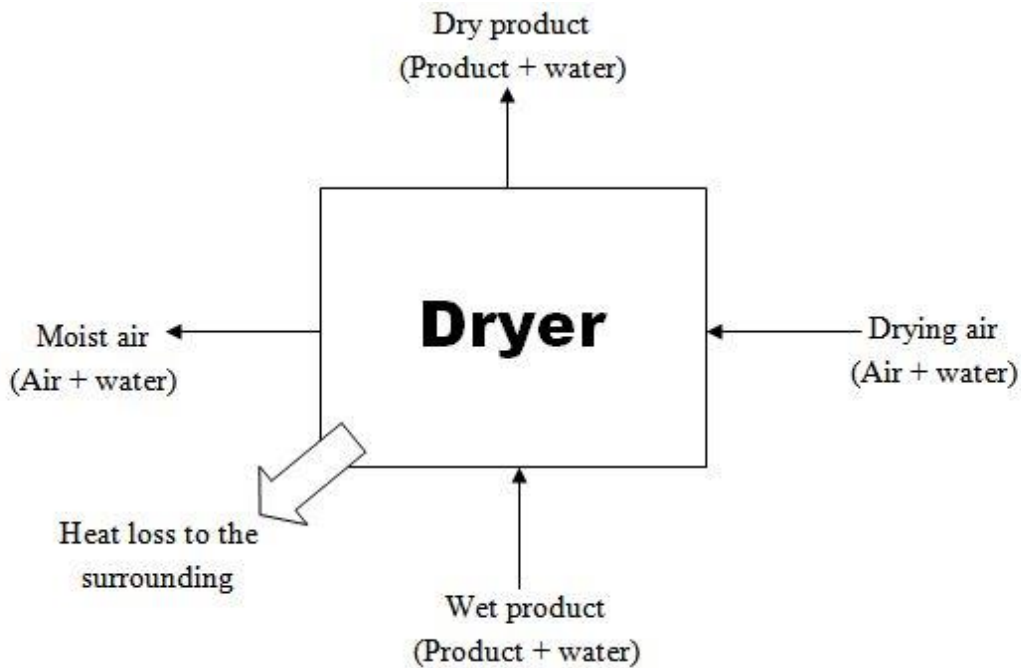 Dry product
(Product + water)
Dryer
Moist air
(Air + water)
Drying air
(Air + water)
Heat loss to the
surrounding
Wet product
(Product + water)